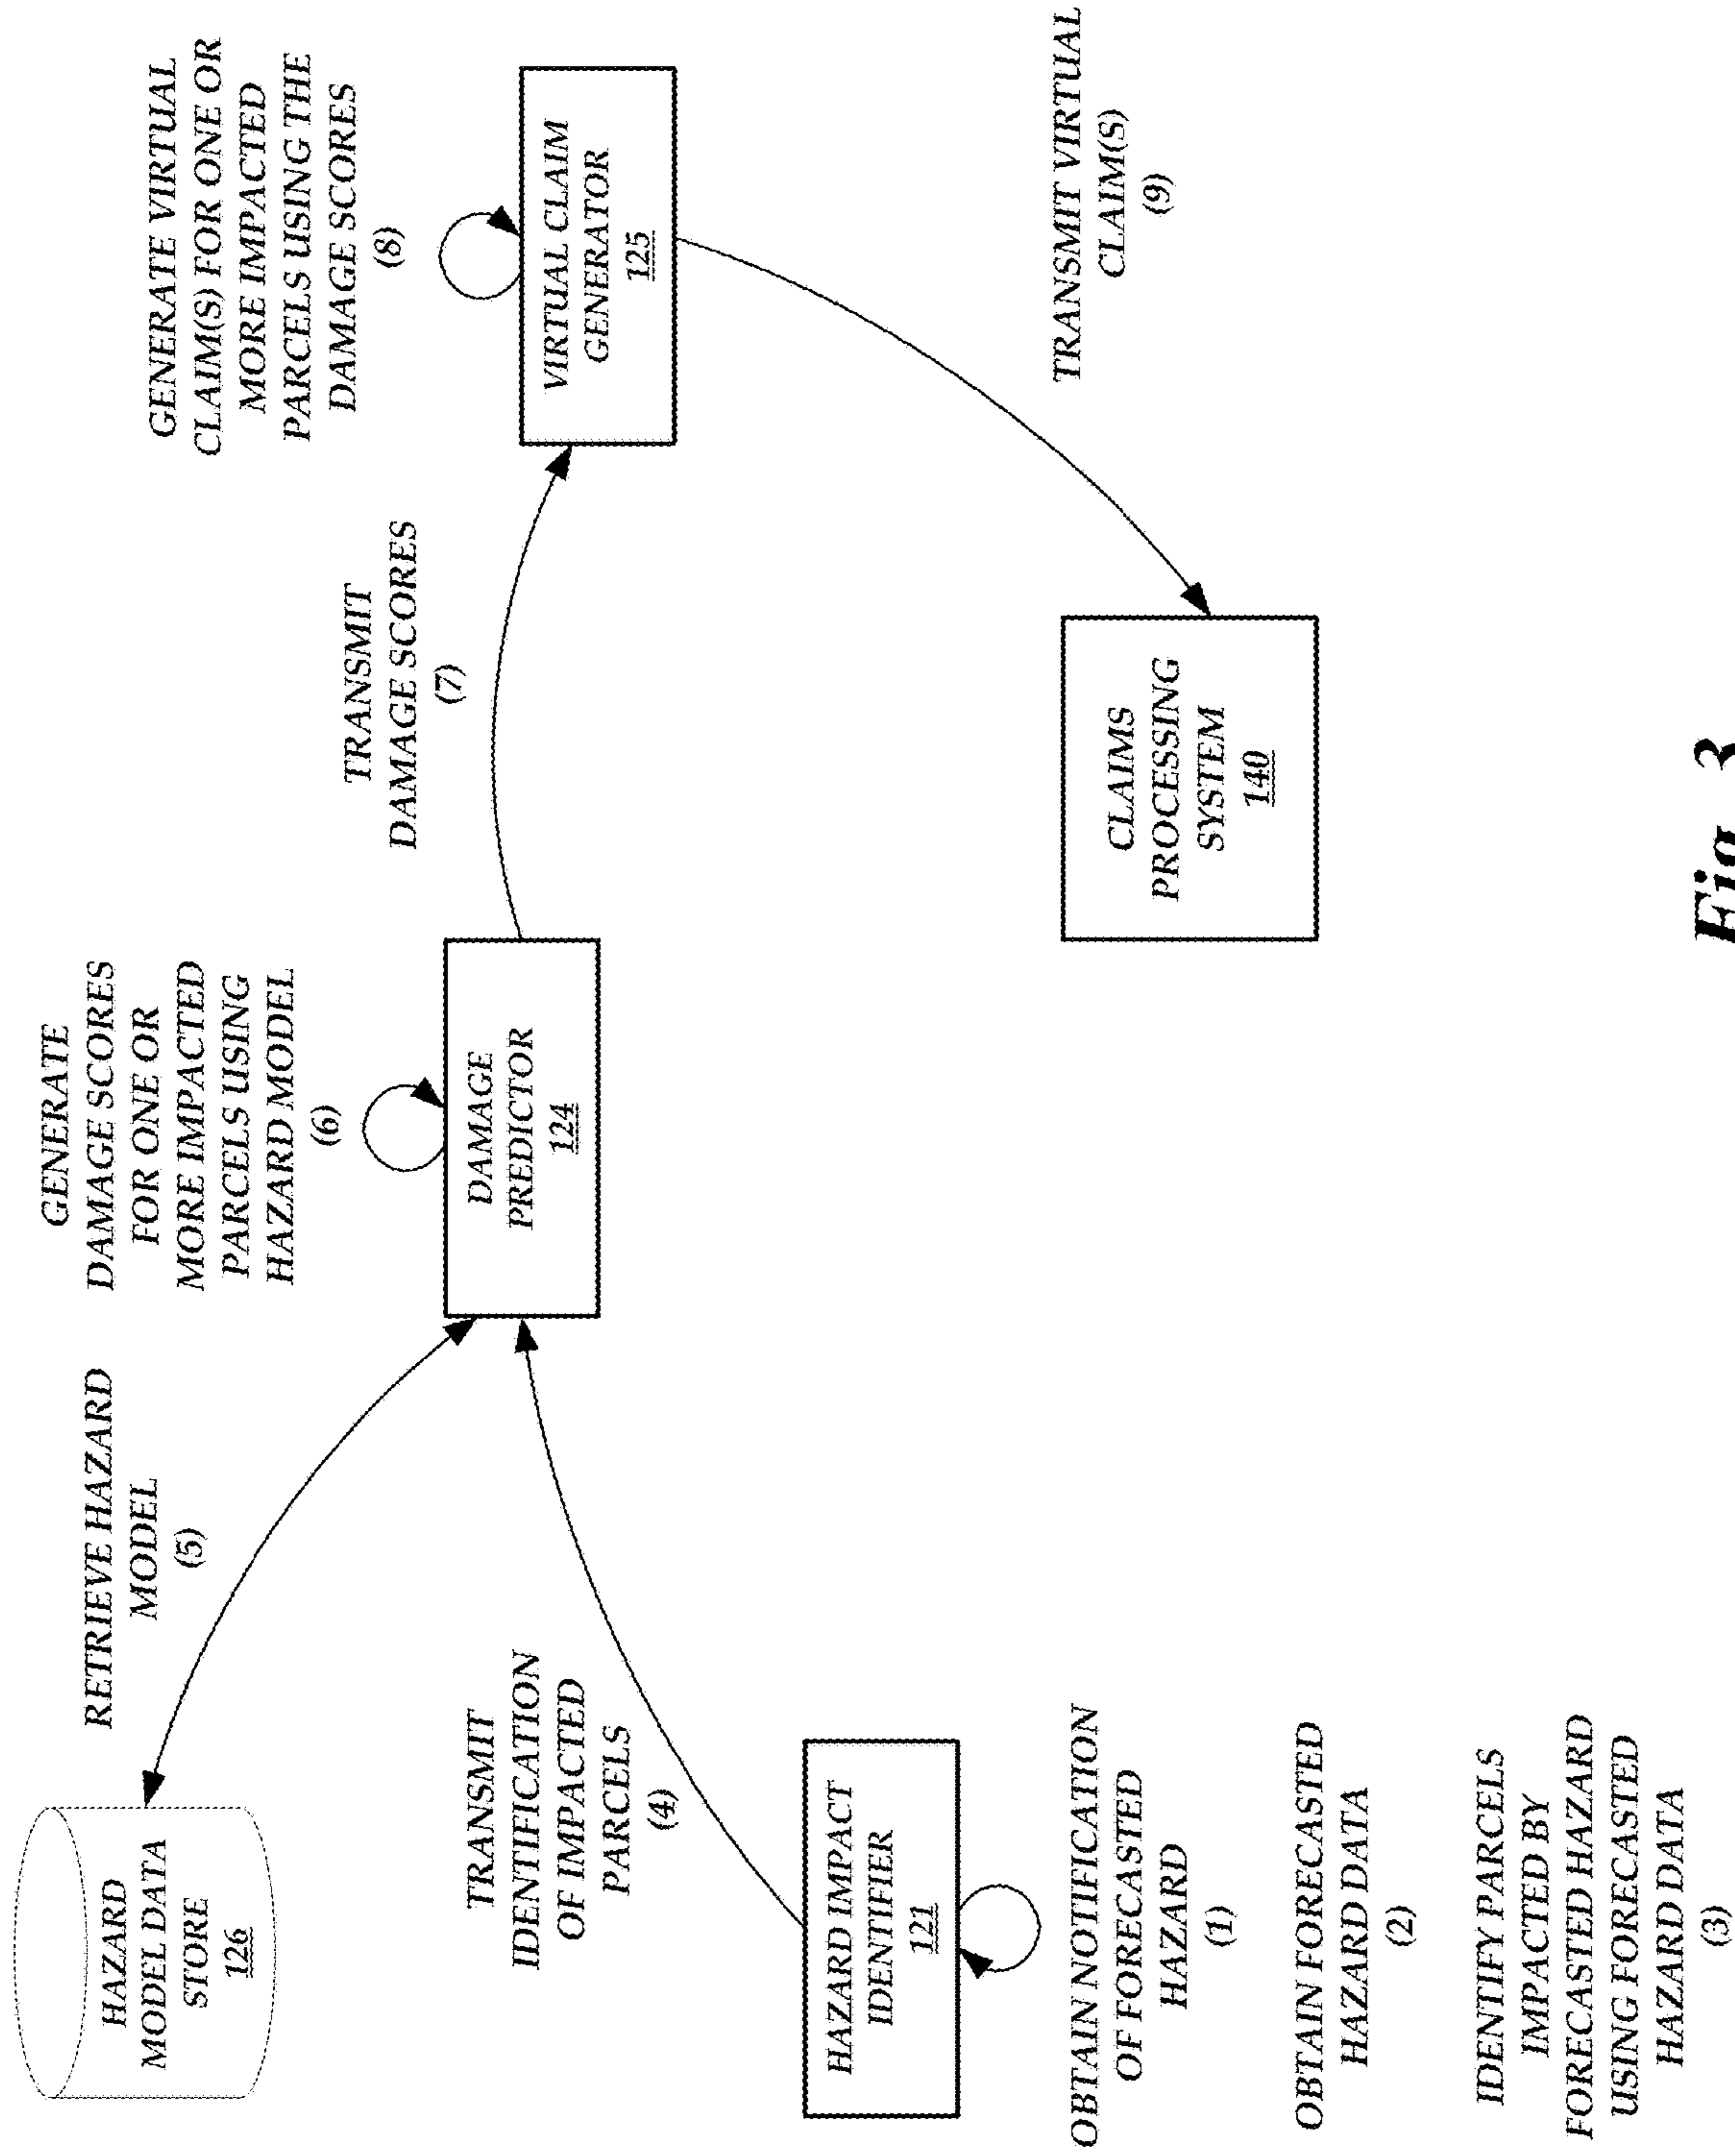 HAZARD
MODEL DATA
STORE
126
RETRIEVE HAZARD
MODEL
(5)
GENERATE
DAMAGE SCORES
FOR ONE OR
MORE IMPACTED
PARCELS USING
HAZARD MODEL
(6)
GENERATE VIRTUAL
CLAIM(S) FOR ONE OR
MORE IMPACTED
PARCELS USING THE
DAMAGE SCORES
(8)
TRANSMIT
DAMAGE SCORES
(7)
DAMAGE
PREDICTOR
124
VIRTUAL CLAIM
GENERATOR
125
TRANSMIT
IDENTIFICATION
OF IMPACTED
PARCELS
(4)
HAZARD IMPACT
IDENTIFIER
121
OBTAIN NOTIFICATION
OF FORECASTED
HAZARD
(1)
OBTAIN FORECASTED
HAZARD DATA
(2)
IDENTIFY PARCELS
IMPACTED BY
FORECASTED HAZARD
USING FORECASTED
HAZARD DATA
(3)
CLAIMS
PROCESSING
SYSTEM
140
TRANSMIT VIRTUAL
CLAIM(S)
(9)
Fig. 3